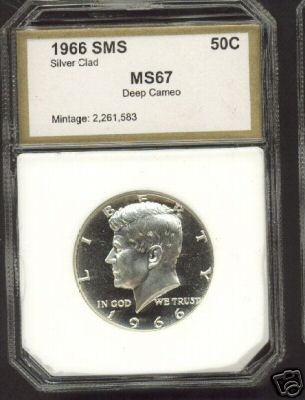 1966 SMS 50C
Silver Clad
MS67
Deep Cameo
Mintage: 2,261,583
LIBERTY
IN GOD WE TRUST
1966